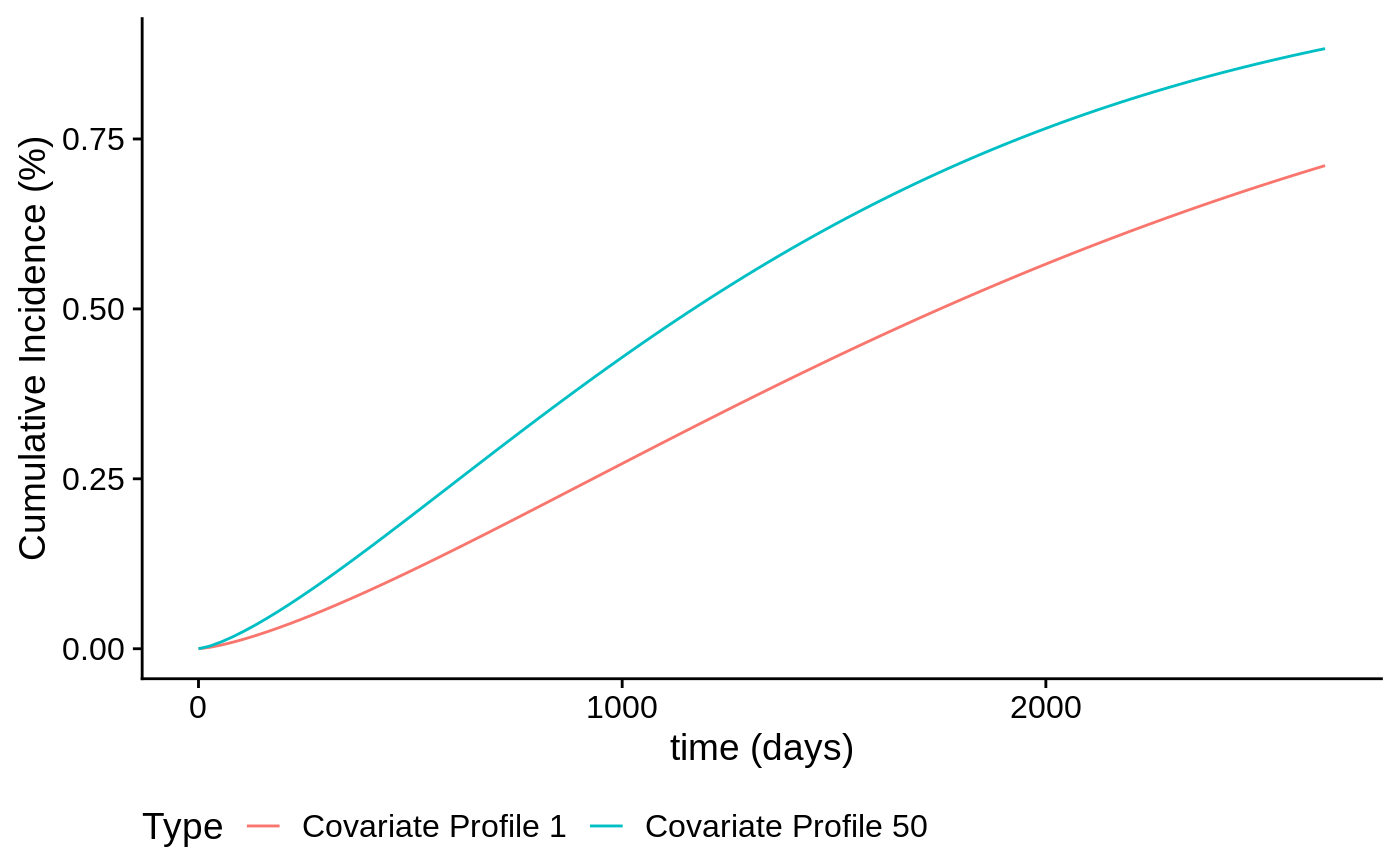 Cumulative Incidence (%)
0.75
0.50
0.25
0.00
0 1000 2000
time (days)
Type Covariate Profile 1 Covariate Profile 50